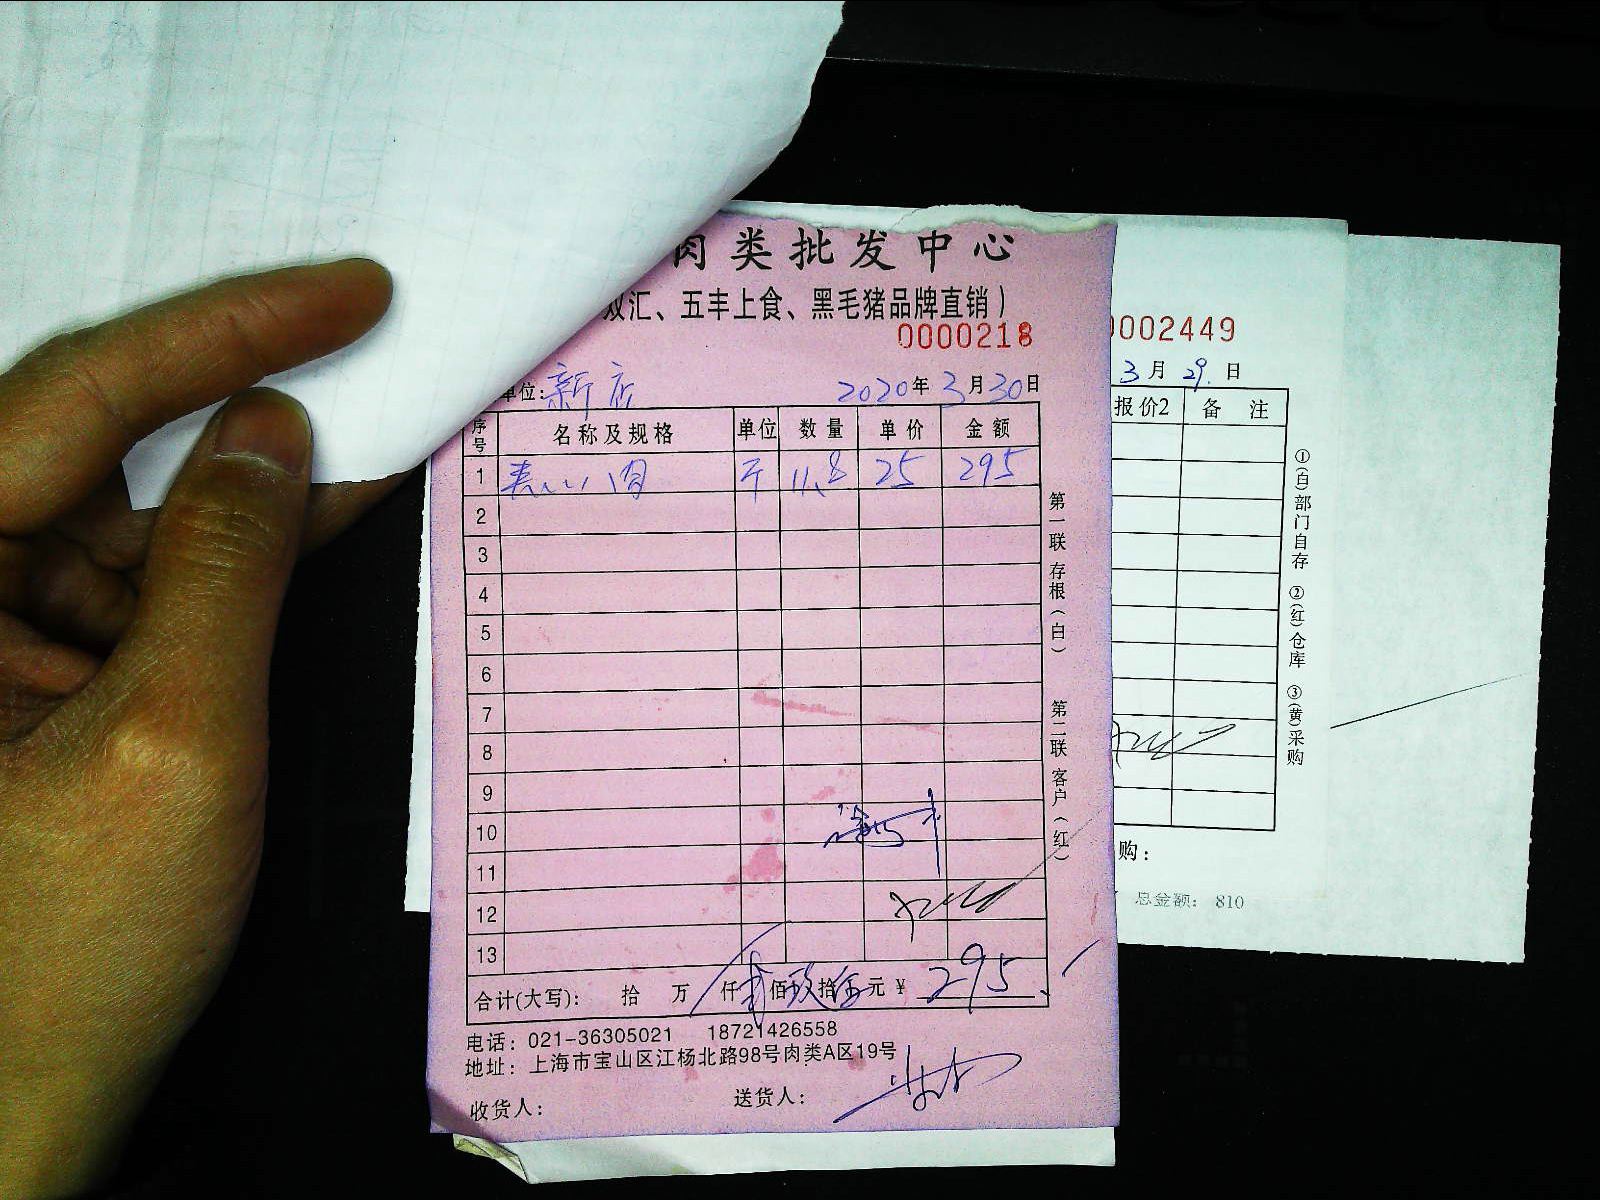 肉类批发中心
双汇、五丰上食、黑毛猪品牌直销）
0000218
单位：新店 2020年3月30日
序号 名称及规格 单位 数量 单价 金额
1 斤 11.8 25 295
2
3
4
5
6
7
8
9
10
11
12
13
合计(大写)： 拾 万 仟 贰佰玖拾伍元 ¥ 295
电话：021-36305021 18721426558
地址：上海市宝山区江杨北路98号肉类A区19号
收货人： 送货人：
第一联 存根（白） 第二联 客户（红）
0002449
3月29日
报价2 备 注
①(白)部门自存 ②(红)仓库 ③(黄)采购
购：
总金额： 810